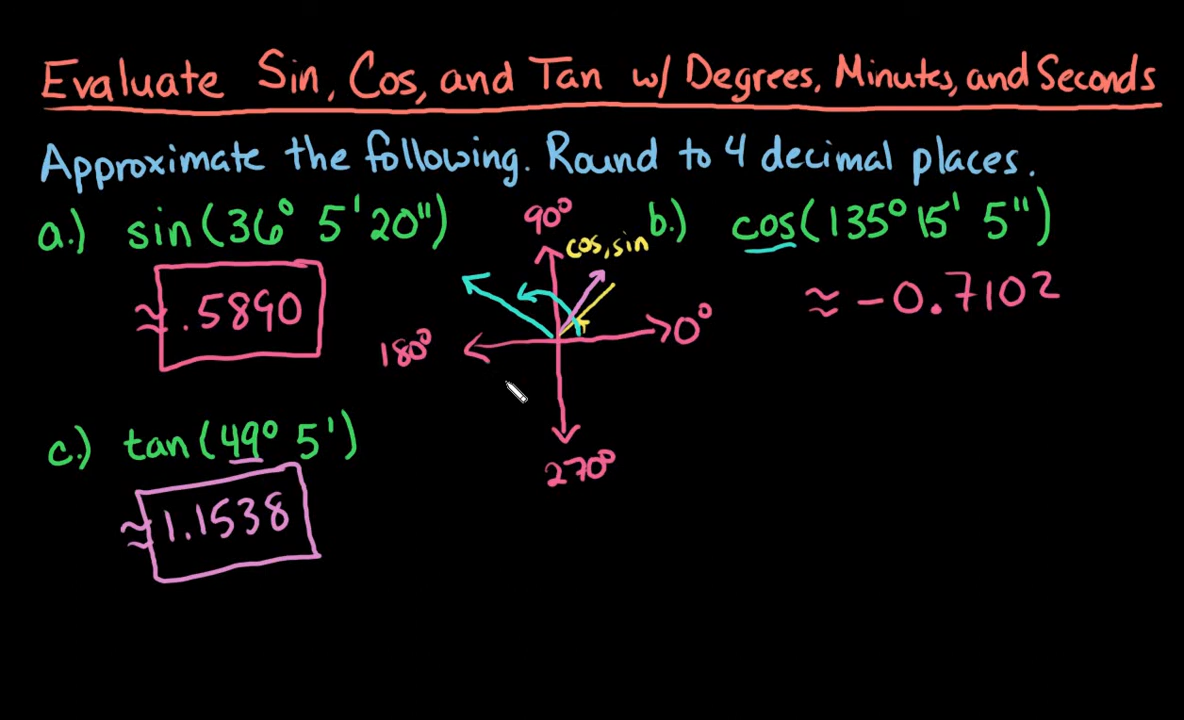 Evaluate Sin, Cos, and Tan w/ Degrees, Minutes, and Seconds
Approximate the following. Round to 4 decimal places.
a.) sin(36° 5' 20")
≈ .5890
90°
cos, sin
0°
180°
270°
b.) cos(135° 15' 5")
≈ -0.7102
c.) tan(49° 5')
≈ 1.1538